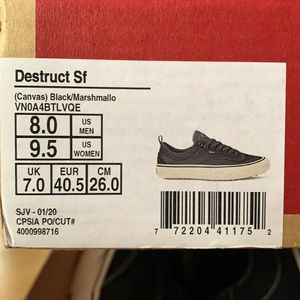 Destruct Sf
(Canvas) Black/Marshmallo
VN0A4BTLVQE
8.0 US MEN
9.5 US WOMEN
UK EUR CM
7.0 40.5 26.0
SJV - 01/20
CPSIA PO/CUT#
4000998716
7 72204 41175 2